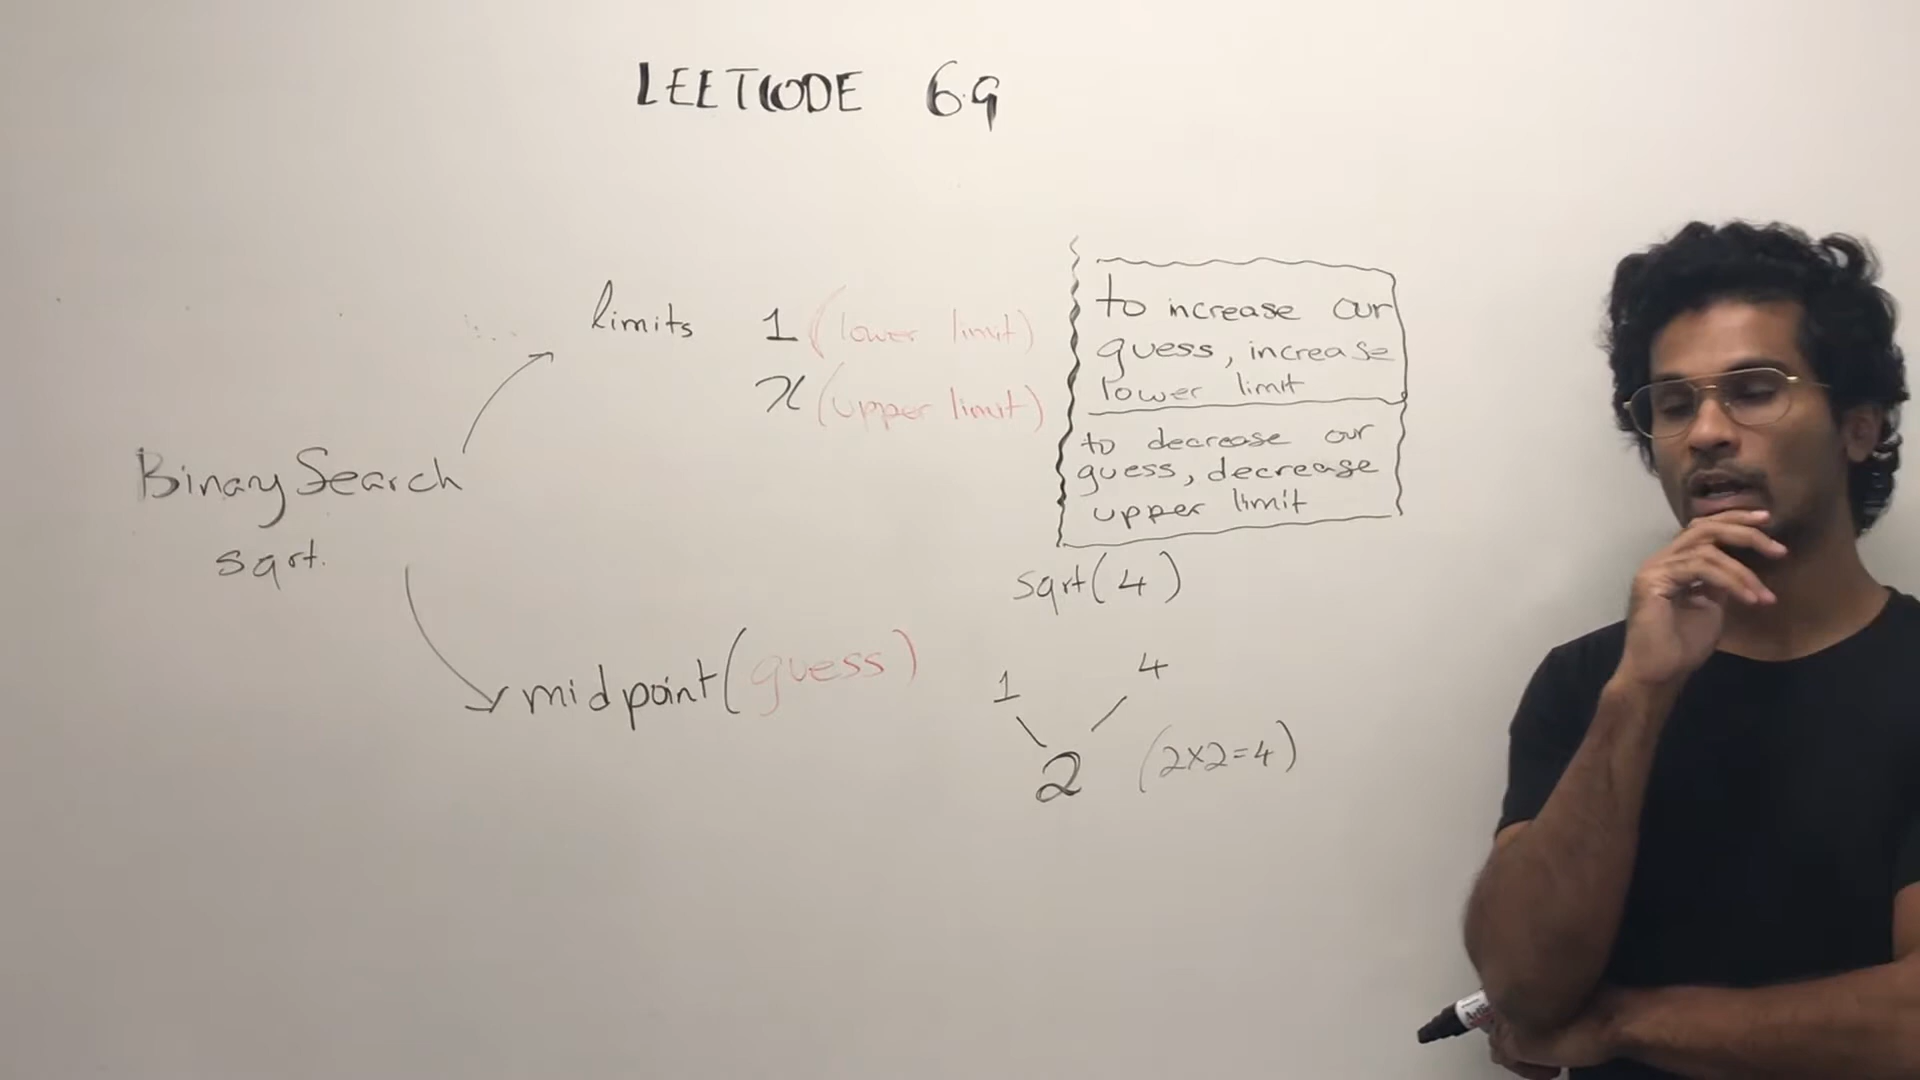 LEETCODE 69
limits 1 (lower limit)
x (upper limit)
to increase our
guess, increase
lower limit
to decrease our
guess, decrease
upper limit
Binary Search
sqrt.
sqrt(4)
midpoint(guess)
1 4
2 (2x2=4)